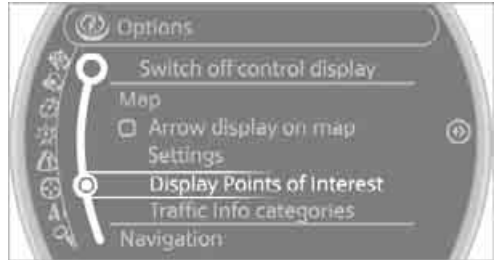 Options
Switch off control display
Map
Arrow display on map
Settings
Display Points of Interest
Traffic Info categories
Navigation